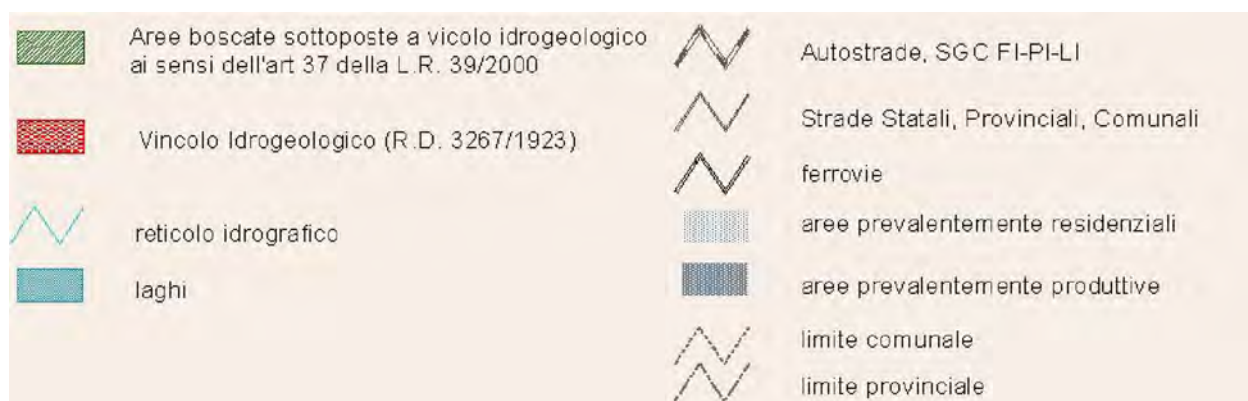 Aree boscate sottoposte a vicolo idrogeologico
ai sensi dell'art 37 della L.R. 39/2000
Vincolo Idrogeologico (R.D. 3267/1923)
reticolo idrografico
laghi
Autostrade, SGC FI-PI-LI
Strade Statali, Provinciali, Comunali
ferrovie
aree prevalentemente residenziali
aree prevalentemente produttive
limite comunale
limite provinciale